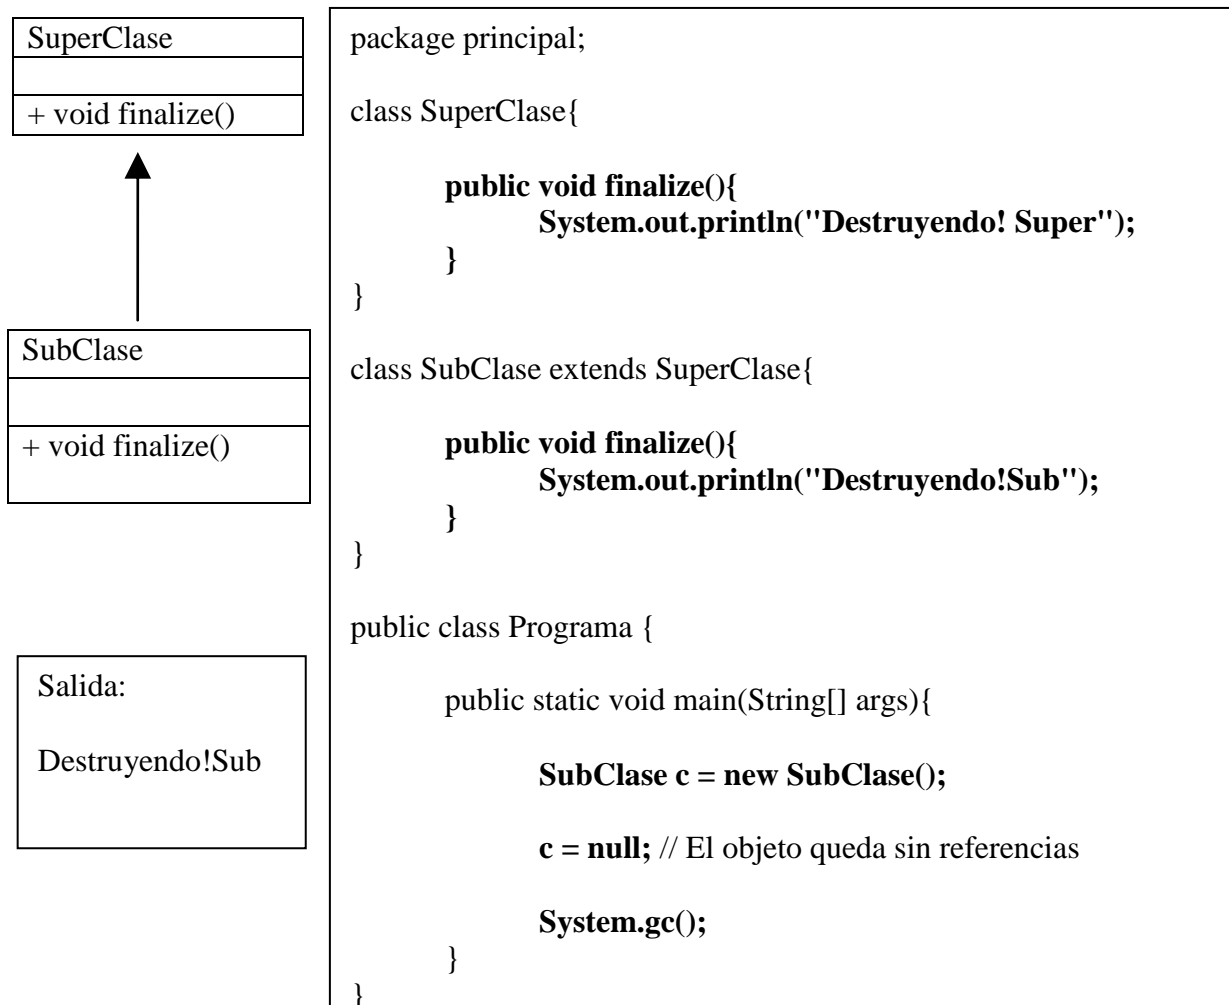 SuperClase
+ void finalize()
SubClase
+ void finalize()
Salida:
Destruyendo!Sub
package principal;
class SuperClase{
public void finalize(){
System.out.println("Destruyendo! Super");
}
}
class SubClase extends SuperClase{
public void finalize(){
System.out.println("Destruyendo!Sub");
}
}
public class Programa {
public static void main(String[] args){
SubClase c = new SubClase();
c = null; // El objeto queda sin referencias
System.gc();
}
}